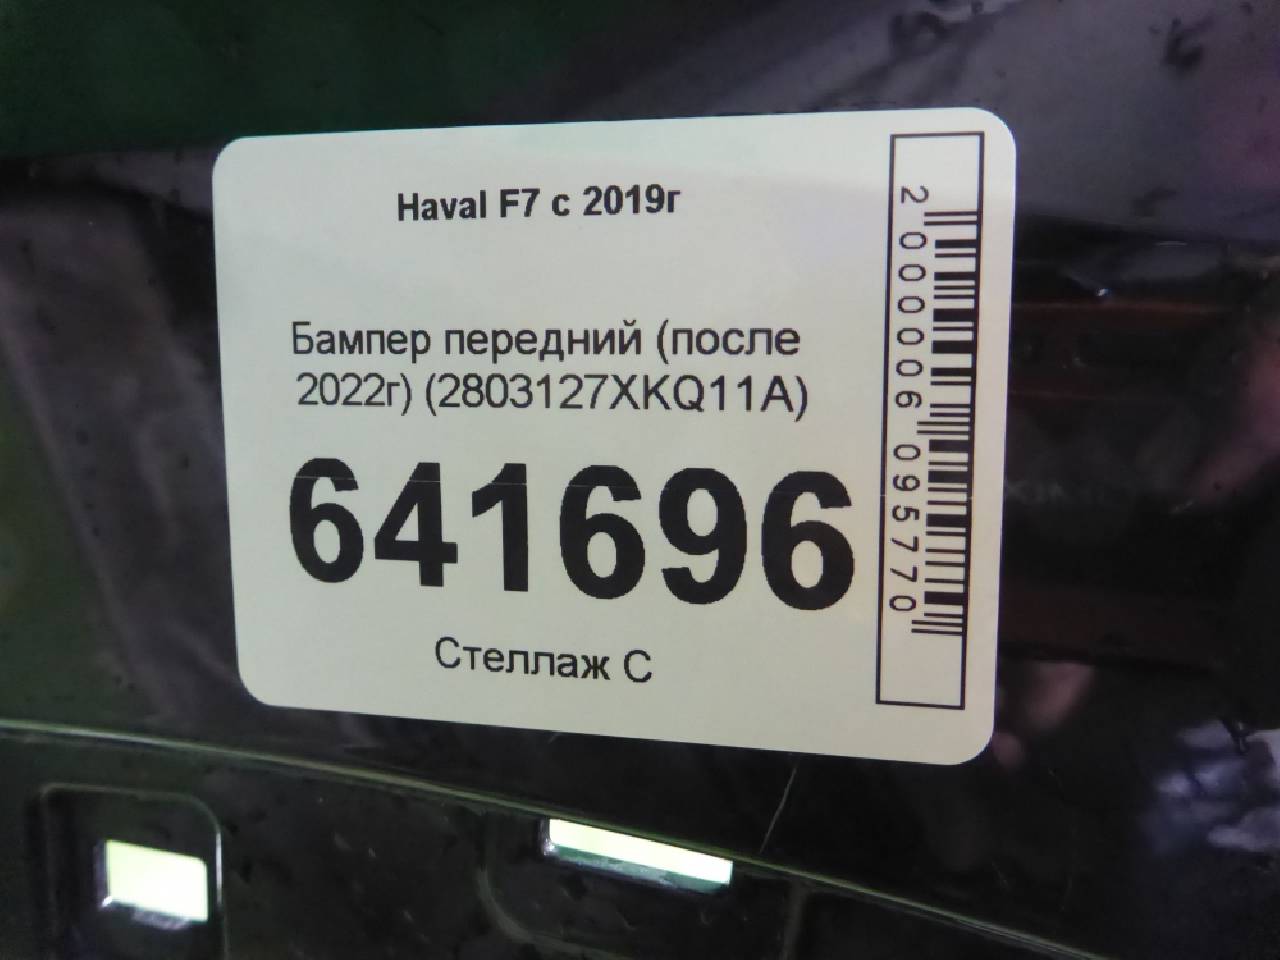 Haval F7 с 2019г
Бампер передний (после
2022г) (2803127XKQ11A)
641696
Стеллаж С
2000006095770